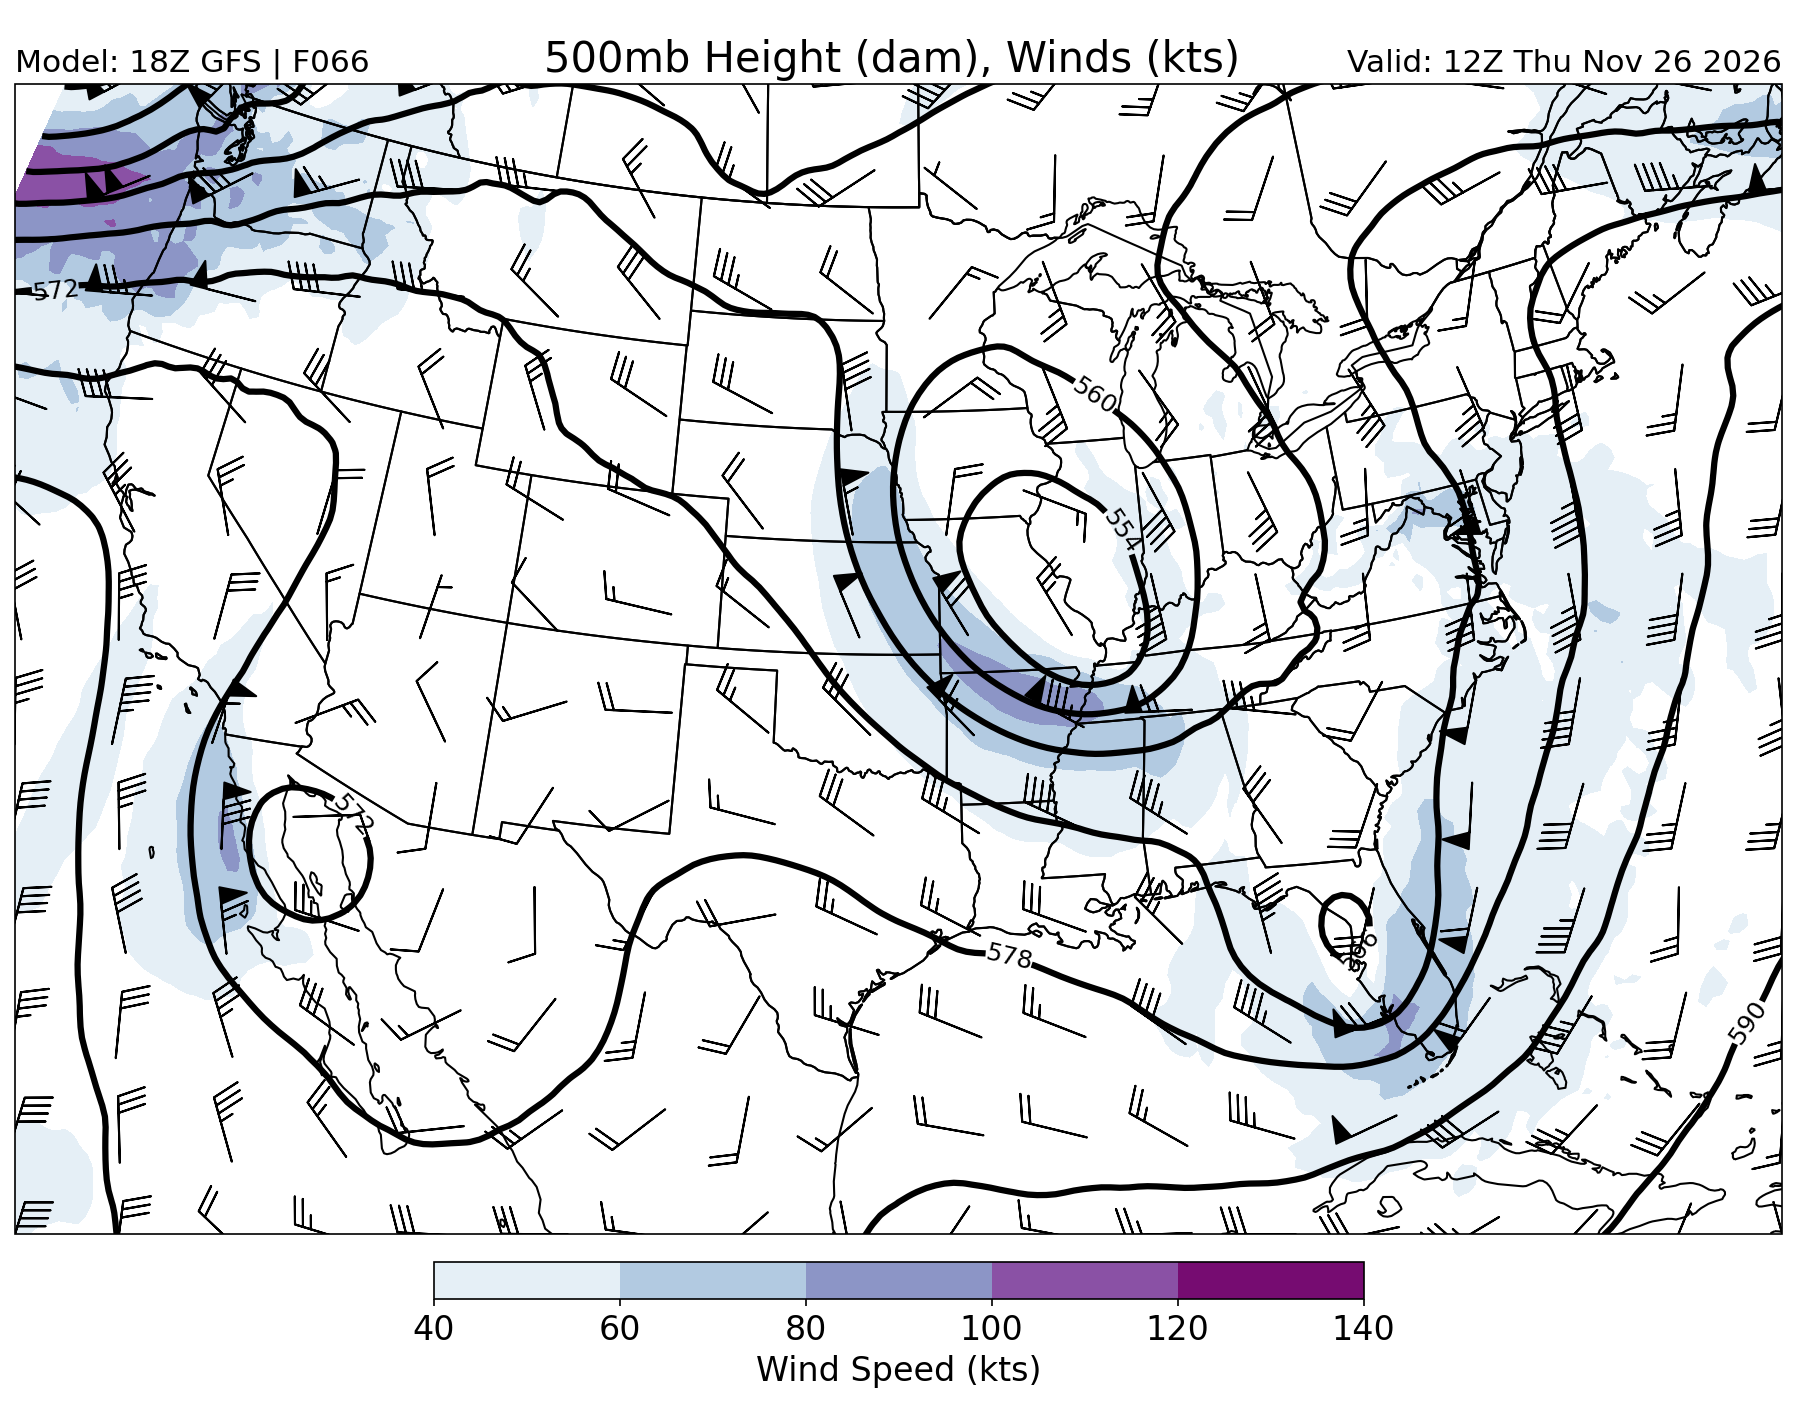 Model: 18Z GFS | F066
500mb Height (dam), Winds (kts)
Valid: 12Z Thu Nov 26 2026
572
560
554
572
578
590
40 60 80 100 120 140
Wind Speed (kts)